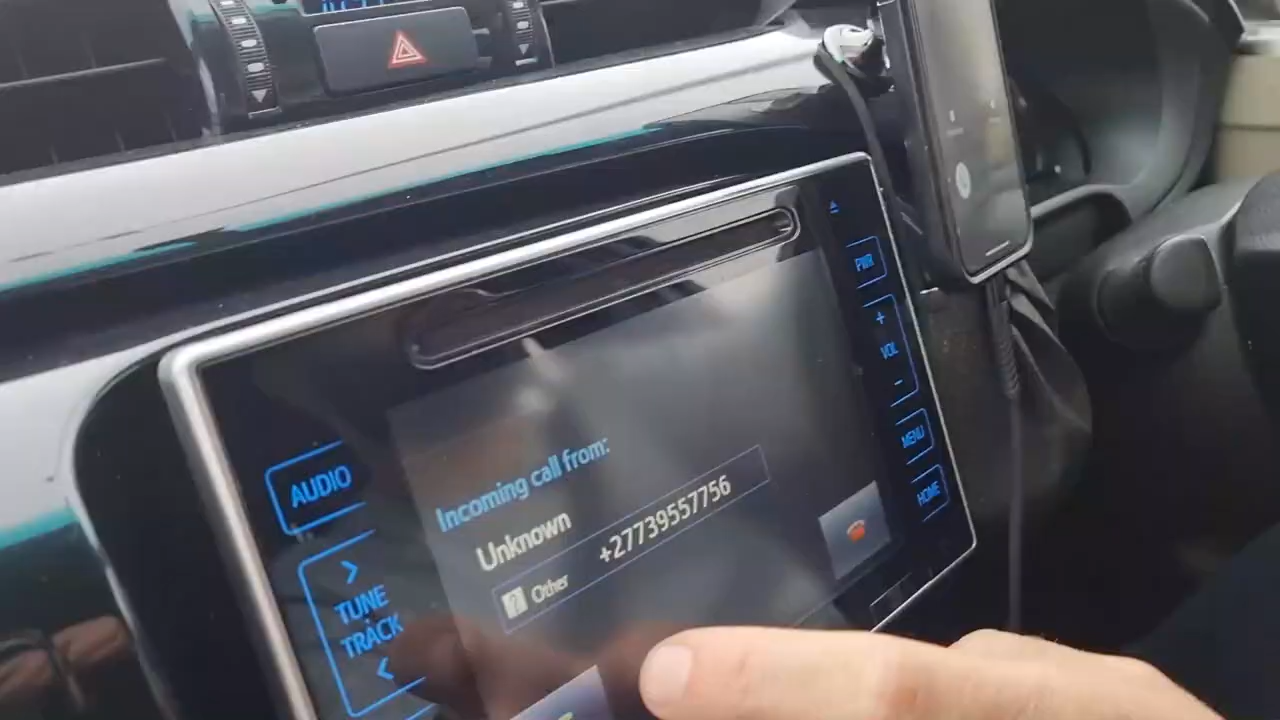 PWR
+
VOL
-
MENU
HOME
AUDIO
>
TUNE
TRACK
<
Incoming call from:
Unknown
? Other +27739557756